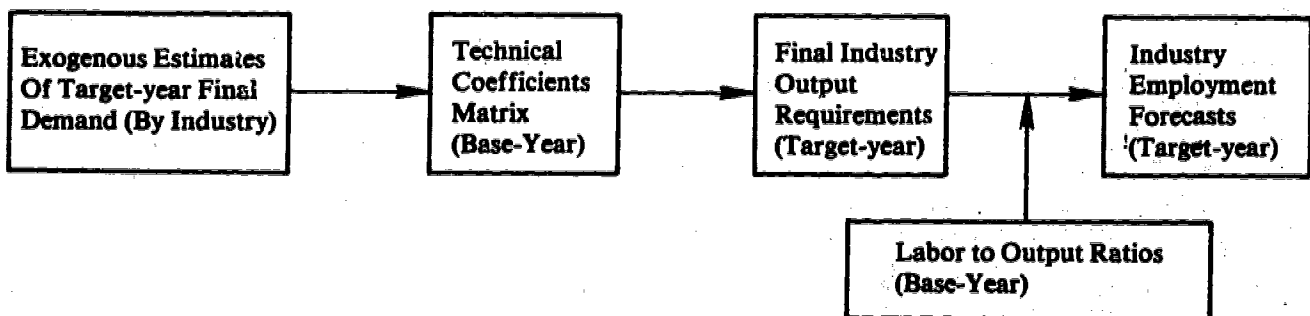 Exogenous Estimates
Of Target-year Final
Demand (By Industry)
Technical
Coefficients
Matrix
(Base-Year)
Final Industry
Output
Requirements
(Target-year)
Industry
Employment
Forecasts
(Target-year)
Labor to Output Ratios
(Base-Year)